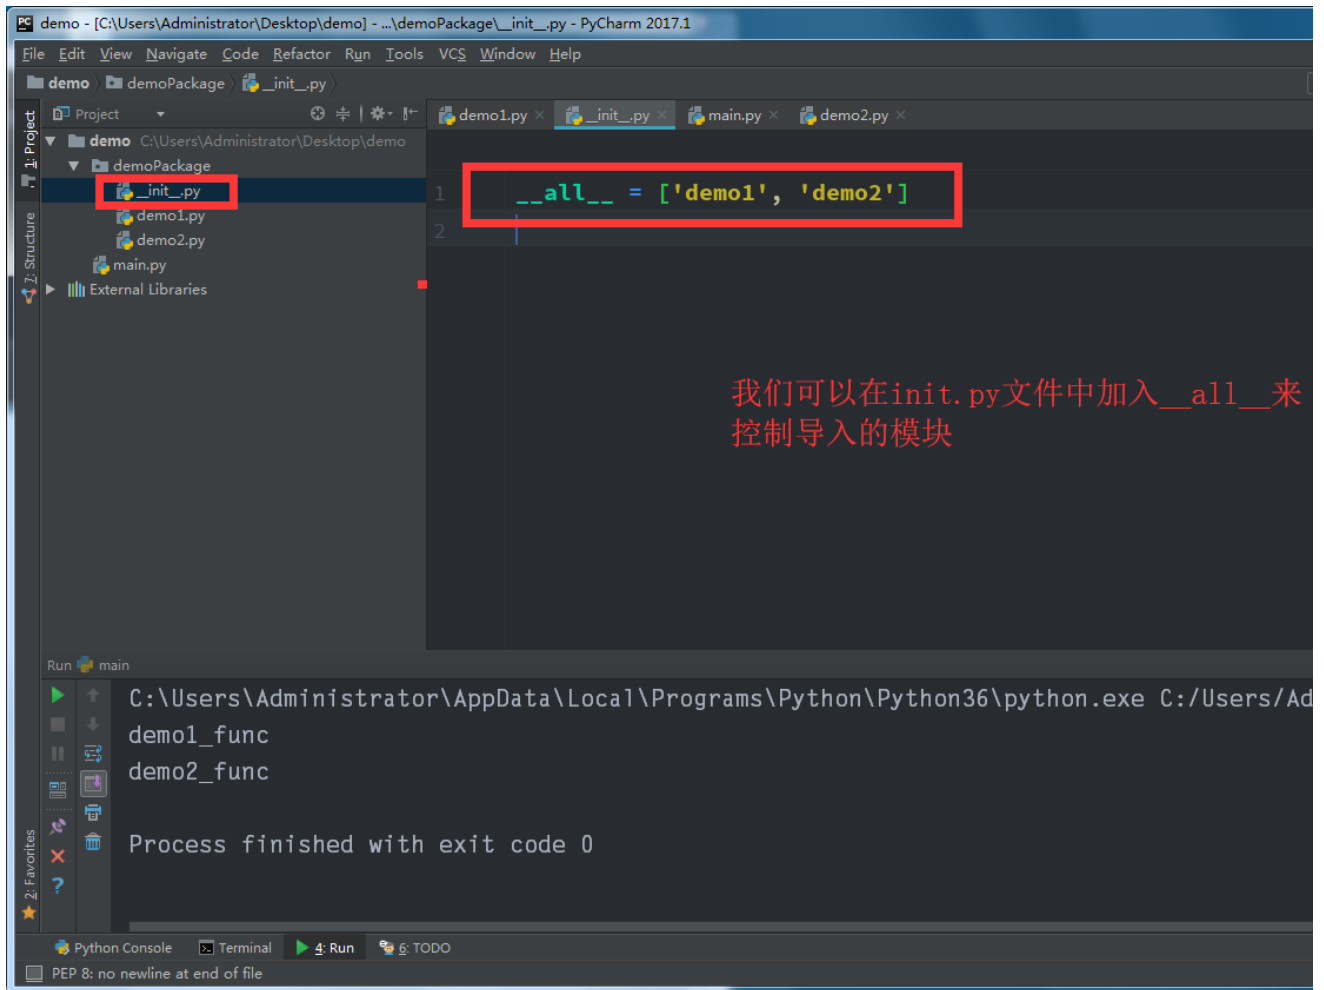 demo - [C:\Users\Administrator\Desktop\demo] - ...\demoPackage\__init__.py - PyCharm 2017.1
File Edit View Navigate Code Refactor Run Tools VCS Window Help
demo demoPackage __init__.py
1: Project
Project
demo1.py __init__.py main.py demo2.py
demo C:\Users\Administrator\Desktop\demo
demoPackage
__init__.py
demo1.py
demo2.py
main.py
External Libraries
7: Structure
1 __all__ = ['demo1', 'demo2']
2
我们可以在init.py文件中加入__all__来
控制导入的模块
Run main
C:\Users\Administrator\AppData\Local\Programs\Python\Python36\python.exe C:/Users/Ad
demo1_func
demo2_func
Process finished with exit code 0
2: Favorites
Python Console Terminal 4: Run 6: TODO
PEP 8: no newline at end of file